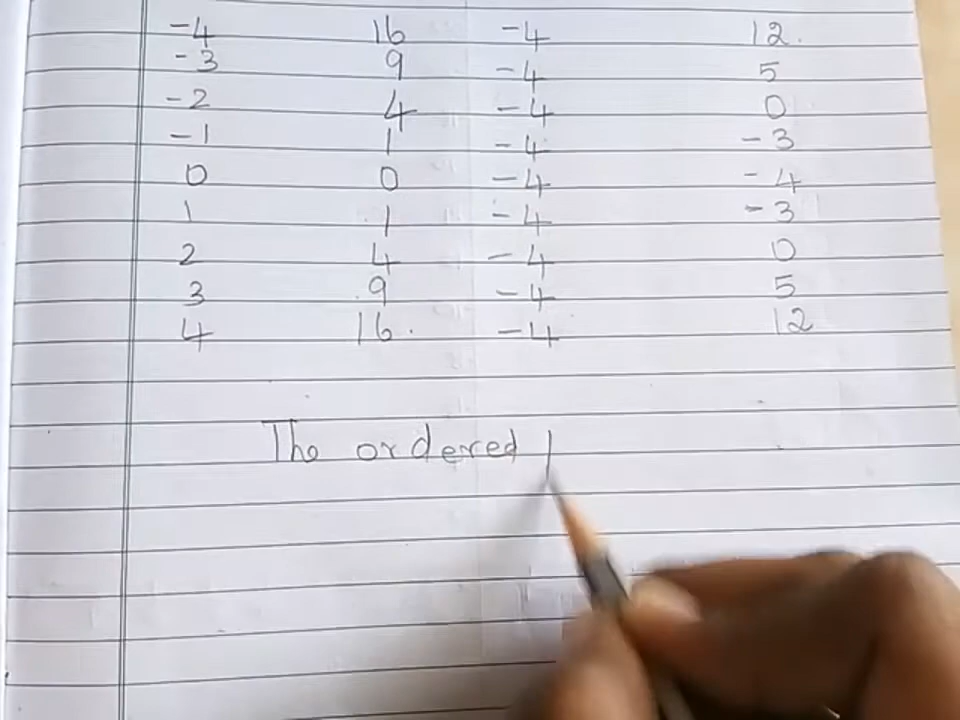 -4 16 -4 12.
-3 9 -4 5
-2 4 -4 0
-1 1 -4 -3
0 0 -4 -4
1 1 -4 -3
2 4 -4 0
3 9 -4 5
4 16. -4 12
The ordered